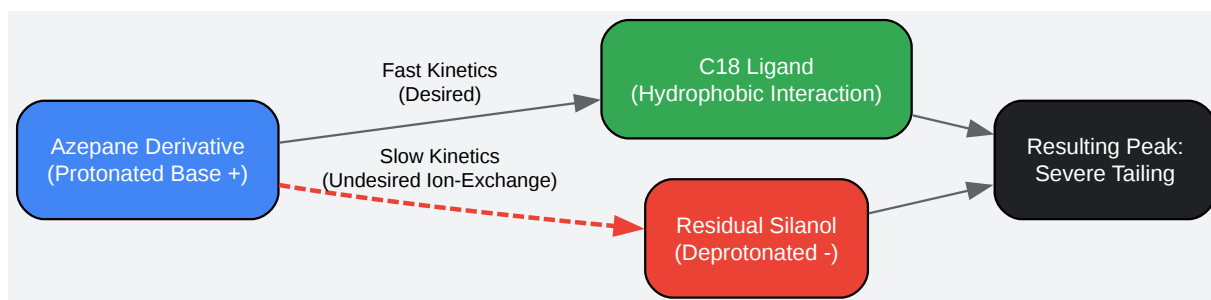 Azepane Derivative
(Protonated Base +)
Fast Kinetics
(Desired)
Slow Kinetics
(Undesired Ion-Exchange)
C18 Ligand
(Hydrophobic Interaction)
Residual Silanol
(Deprotonated -)
Resulting Peak:
Severe Tailing